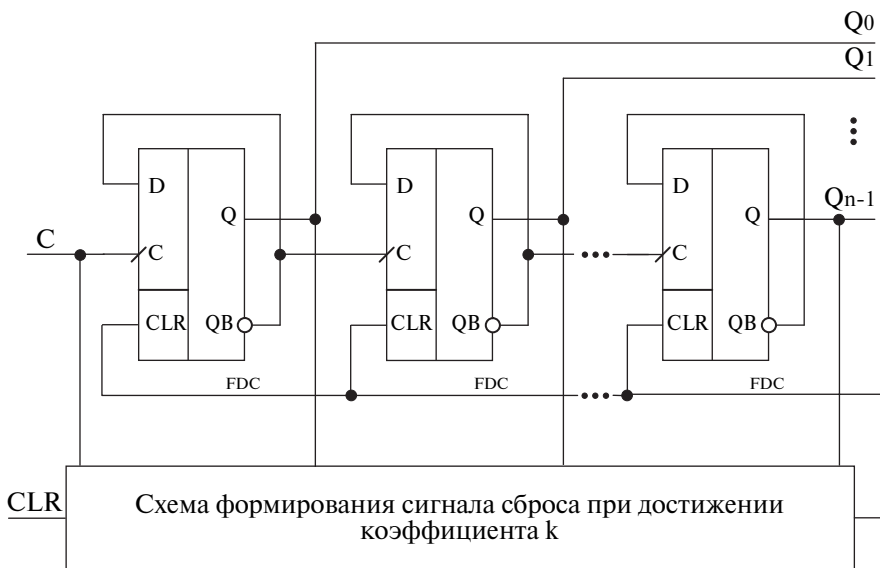 Q0
Q1
D
D
D
Q
Q
Q
Qn-1
C
C
C
C
CLR
QB
CLR
QB
CLR
QB
FDC
FDC
FDC
CLR
Схема формирования сигнала сброса при достижении
коэффициента k